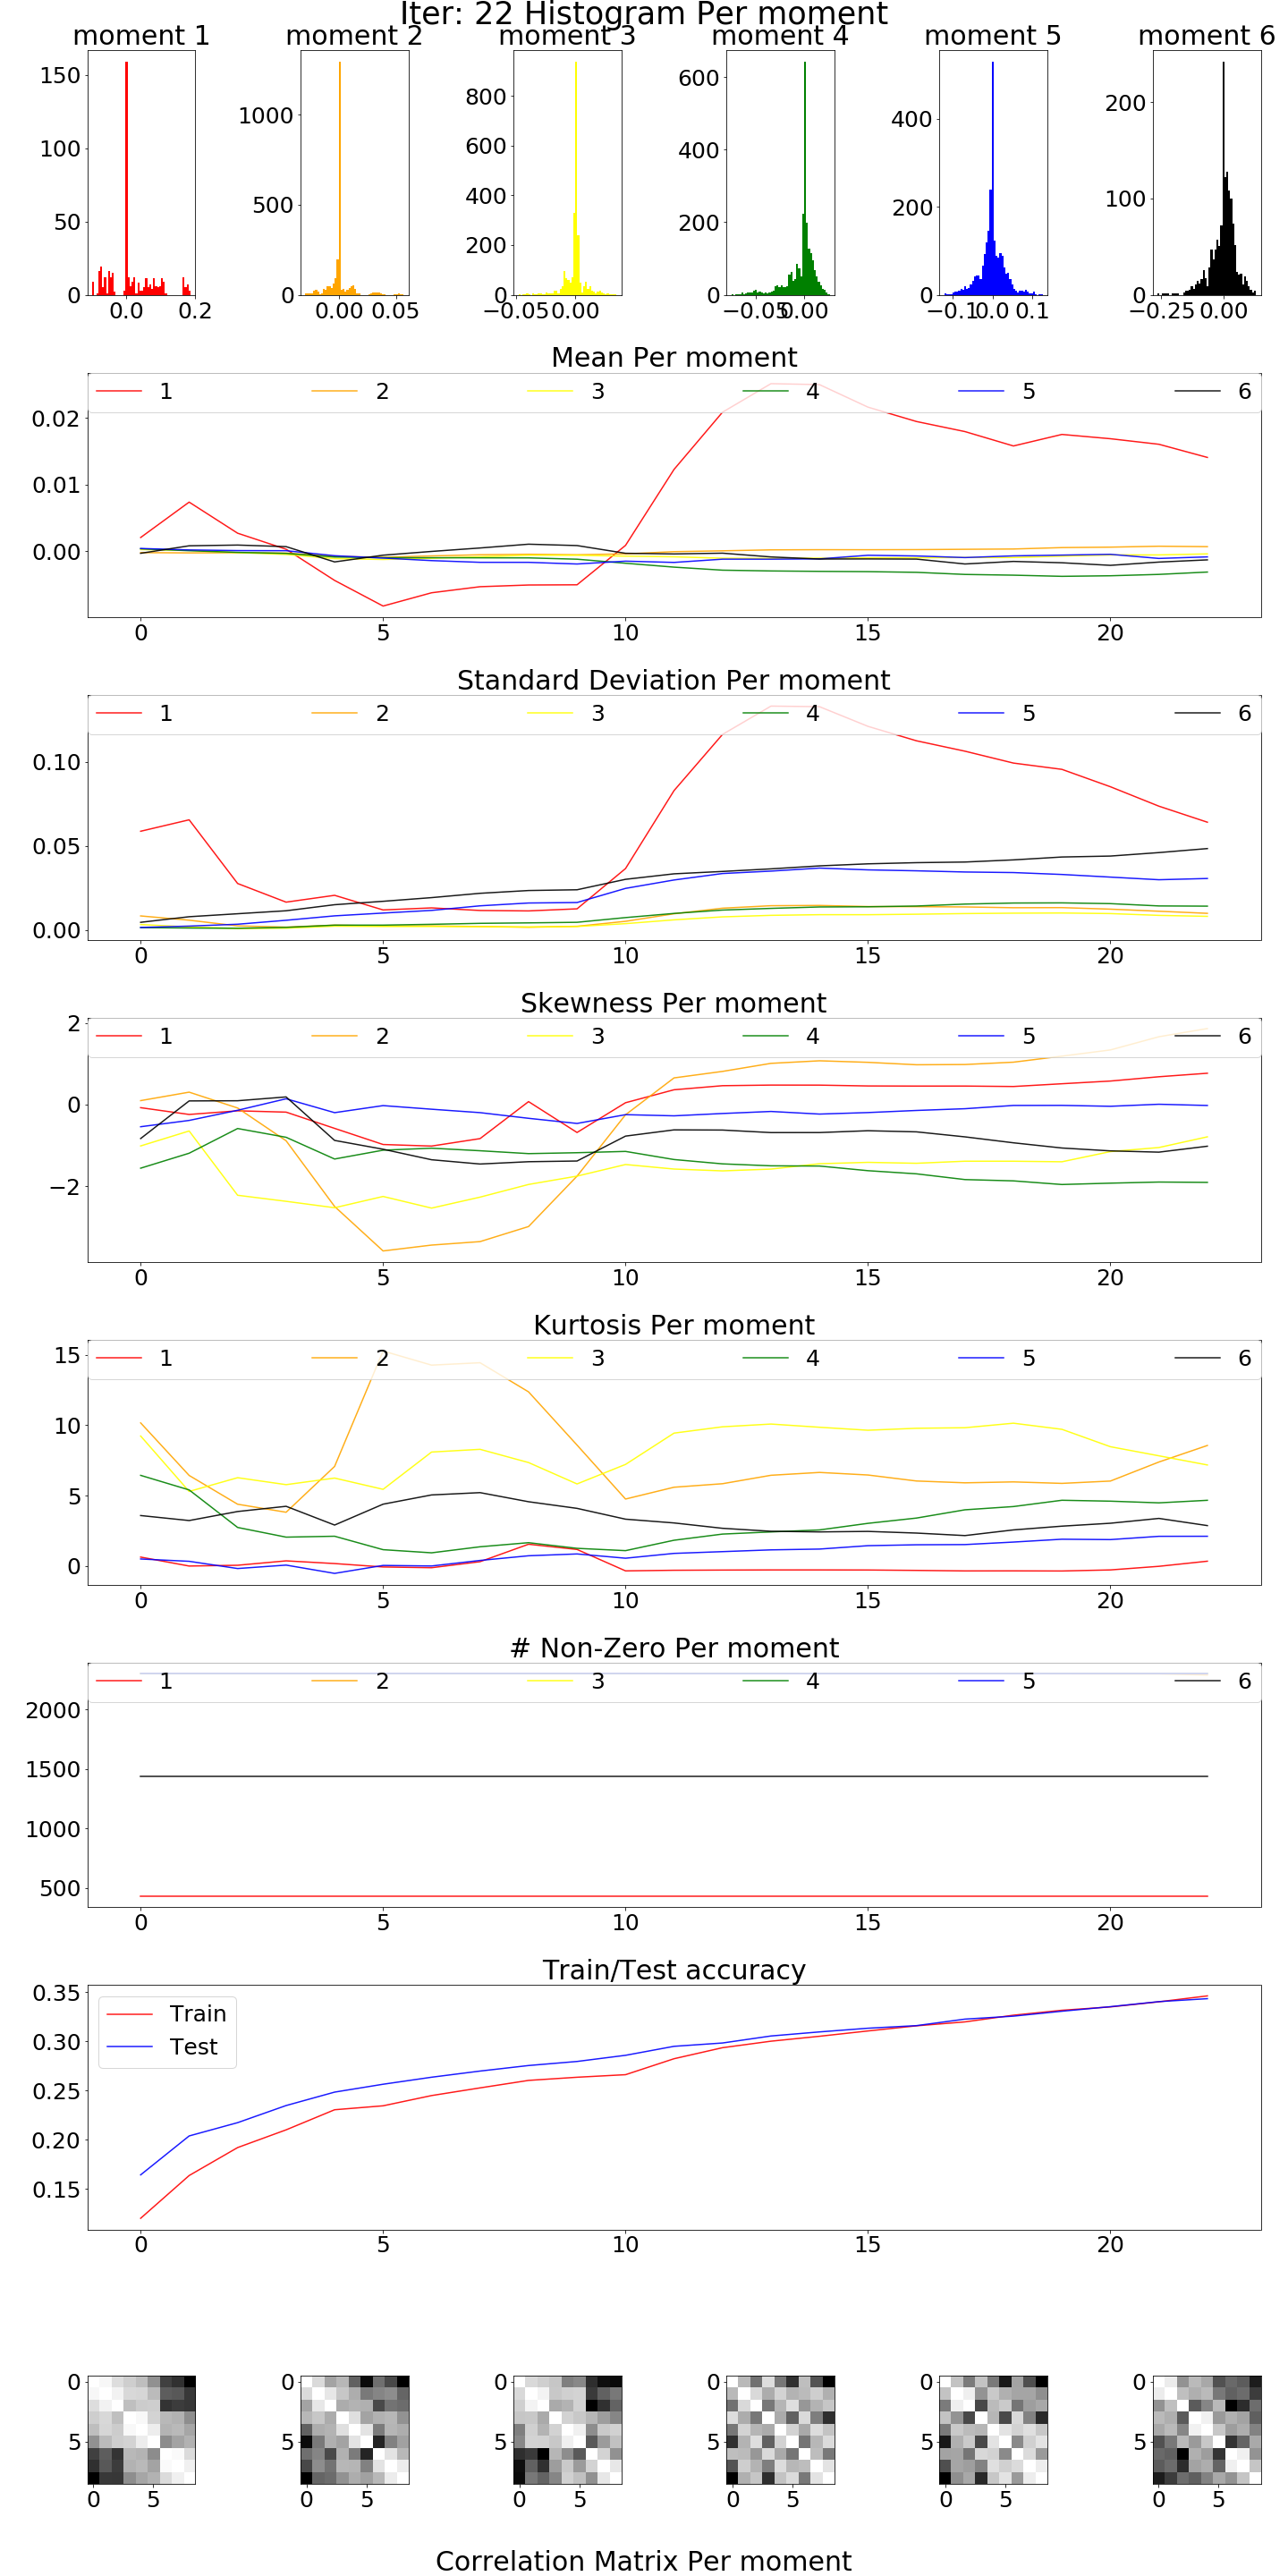 Iter: 22 Histogram Per moment
moment 1 moment 2 moment 3 moment 4 moment 5 moment 6
150 100 50 0 0.0 0.2
1000 500 0 0.00 0.05
800 600 400 200 0 −0.05 0.00
600 400 200 0 −0.05 0.00
400 200 0 −0.1 0.0 0.1
200 100 0 −0.25 0.00
Mean Per moment
1 2 3 4 5 6
0.02
0.01
0.00
0 5 10 15 20
Standard Deviation Per moment
1 2 3 4 5 6
0.10
0.05
0.00
0 5 10 15 20
Skewness Per moment
2
1 2 3 4 5 6
0
−2
0 5 10 15 20
Kurtosis Per moment
15
1 2 3 4 5 6
10
5
0
0 5 10 15 20
# Non-Zero Per moment
1 2 3 4 5 6
2000
1500
1000
500
0 5 10 15 20
Train/Test accuracy
0.35
Train
0.30
Test
0.25
0.20
0.15
0 5 10 15 20
0 0 0 0 0 0
5 5 5 5 5 5
0 5 0 5 0 5 0 5 0 5 0 5
Correlation Matrix Per moment